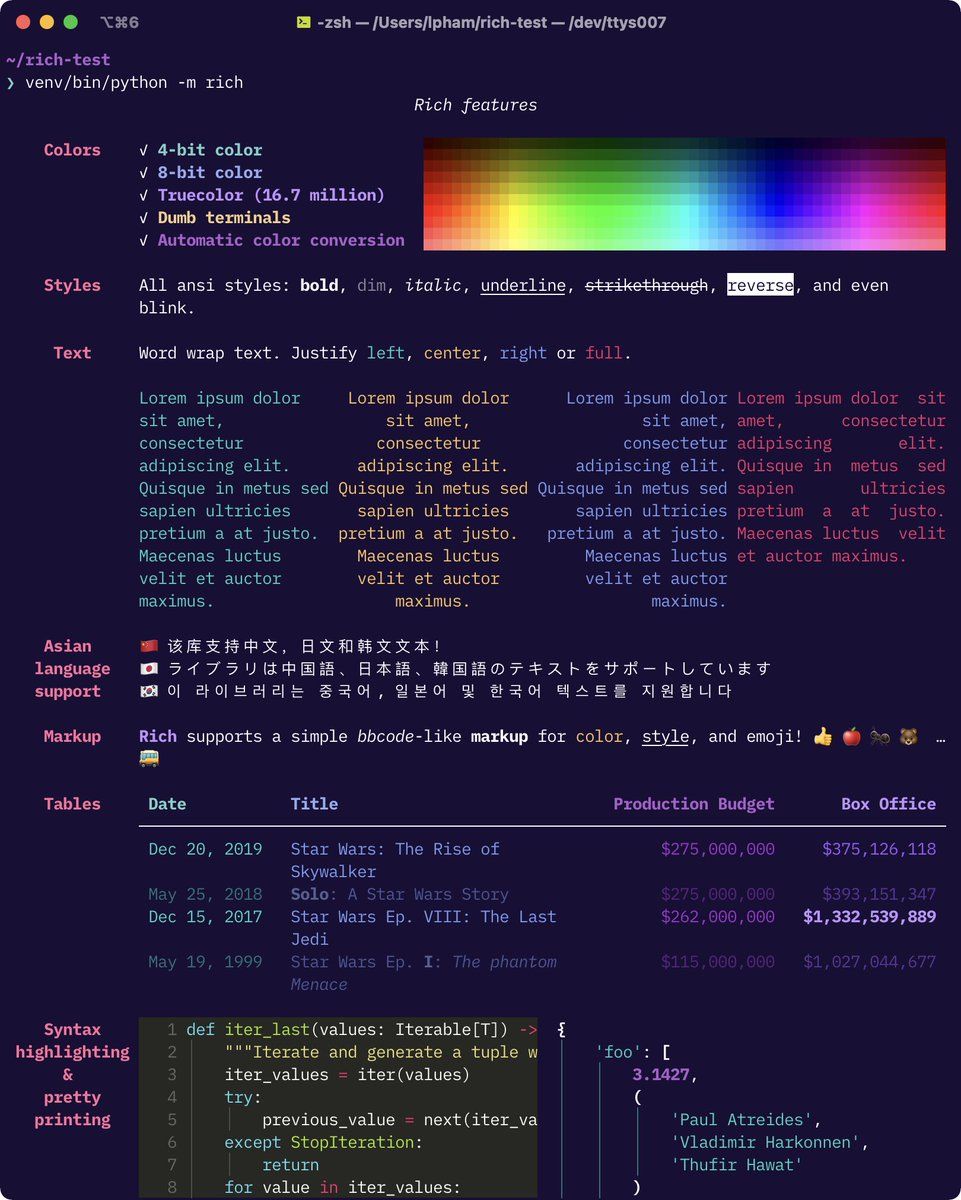 ⌥⌘6 -zsh — /Users/lpham/rich-test — /dev/ttys007
~/rich-test
❯ venv/bin/python -m rich
Rich features
Colors √ 4-bit color
√ 8-bit color
√ Truecolor (16.7 million)
√ Dumb terminals
√ Automatic color conversion
Styles All ansi styles: bold, dim, italic, underline, strikethrough, reverse, and even
blink.
Text Word wrap text. Justify left, center, right or full.
Lorem ipsum dolor Lorem ipsum dolor Lorem ipsum dolor Lorem ipsum dolor sit
sit amet, sit amet, sit amet, amet, consectetur
consectetur consectetur consectetur adipiscing elit.
adipiscing elit. adipiscing elit. adipiscing elit. Quisque in metus sed
Quisque in metus sed Quisque in metus sed Quisque in metus sed sapien ultricies
sapien ultricies sapien ultricies sapien ultricies pretium a at justo.
pretium a at justo. pretium a at justo. pretium a at justo. Maecenas luctus velit
Maecenas luctus Maecenas luctus Maecenas luctus et auctor maximus.
velit et auctor velit et auctor velit et auctor
maximus. maximus. maximus.
Asian 🇨🇳 该库支持中文，日文和韩文文本！
language 🇯🇵 ライブラリは中国語、日本語、韓国語のテキストをサポートしています
support 🇰🇷 이 라이브러리는 중국어, 일본어 및 한국어 텍스트를 지원합니다
Markup Rich supports a simple bbcode-like markup for color, style, and emoji! 👍 🍎 🐜 🐻 …
🚌
Tables Date Title Production Budget Box Office
Dec 20, 2019 Star Wars: The Rise of $275,000,000 $375,126,118
Skywalker
May 25, 2018 Solo: A Star Wars Story $275,000,000 $393,151,347
Dec 15, 2017 Star Wars Ep. VIII: The Last $262,000,000 $1,332,539,889
Jedi
May 19, 1999 Star Wars Ep. I: The phantom $115,000,000 $1,027,044,677
Menace
Syntax 1 def iter_last(values: Iterable[T]) -> {
highlighting 2 """Iterate and generate a tuple w 'foo': [
& 3 iter_values = iter(values) 3.1427,
pretty 4 try: (
printing 5 previous_value = next(iter_va 'Paul Atreides',
6 except StopIteration: 'Vladimir Harkonnen',
7 return 'Thufir Hawat'
8 for value in iter_values: )